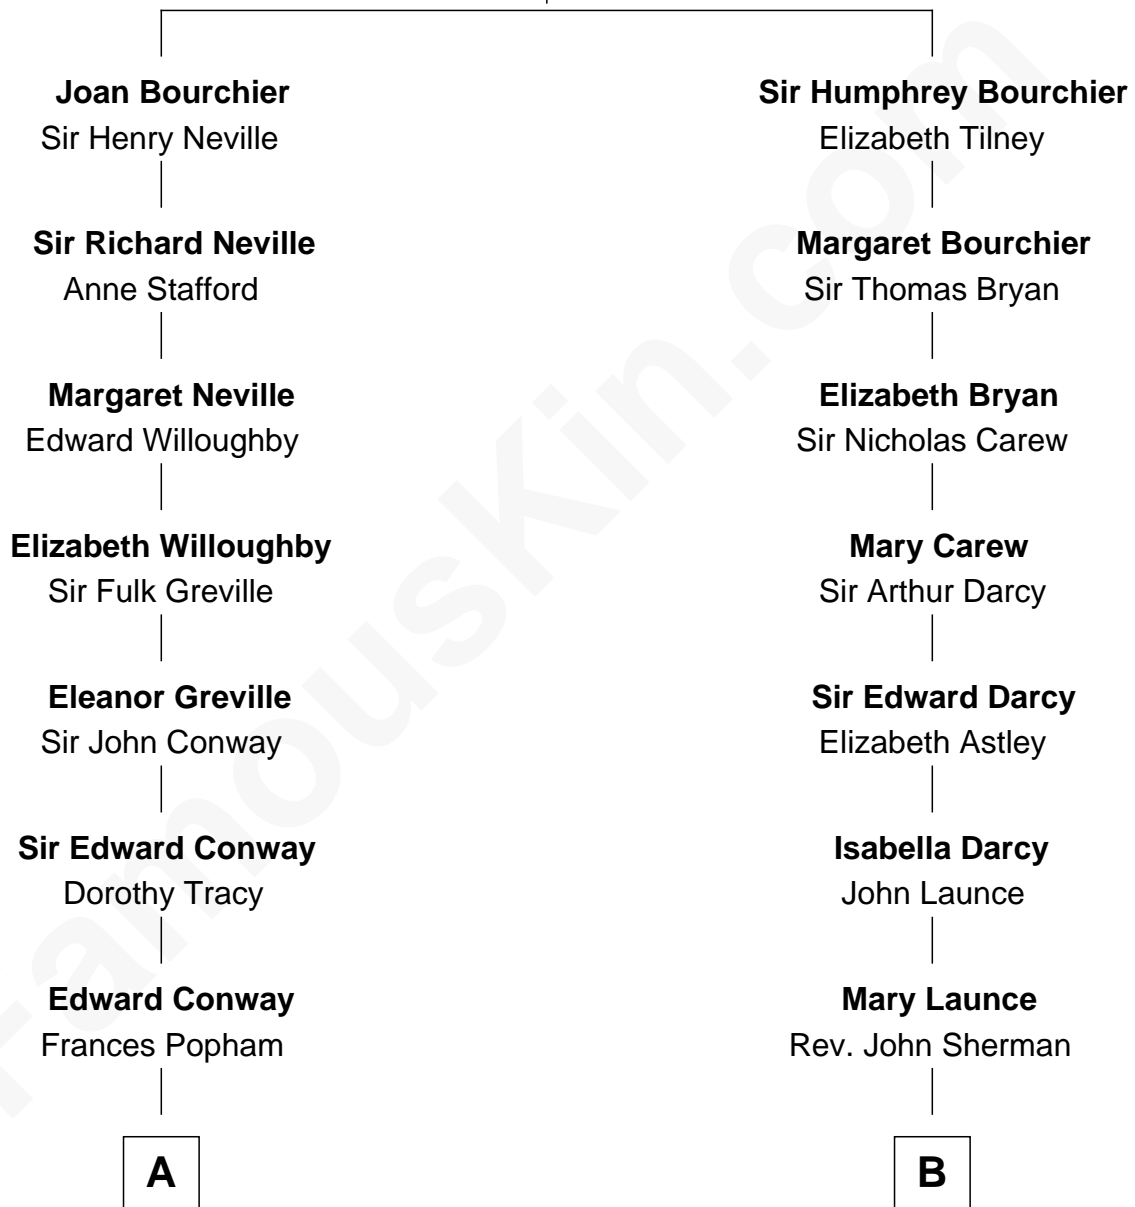 Joan Bourchier
Sir Henry Neville
Sir Richard Neville
Anne Stafford
Margaret Neville
Edward Willoughby
Elizabeth Willoughby
Sir Fulk Greville
Eleanor Greville
Sir John Conway
Sir Edward Conway
Dorothy Tracy
Edward Conway
Frances Popham
A
Sir Humphrey Bourchier
Elizabeth Tilney
Margaret Bourchier
Sir Thomas Bryan
Elizabeth Bryan
Sir Nicholas Carew
Mary Carew
Sir Arthur Darcy
Sir Edward Darcy
Elizabeth Astley
Isabella Darcy
John Launce
Mary Launce
Rev. John Sherman
B
FamousKin.com